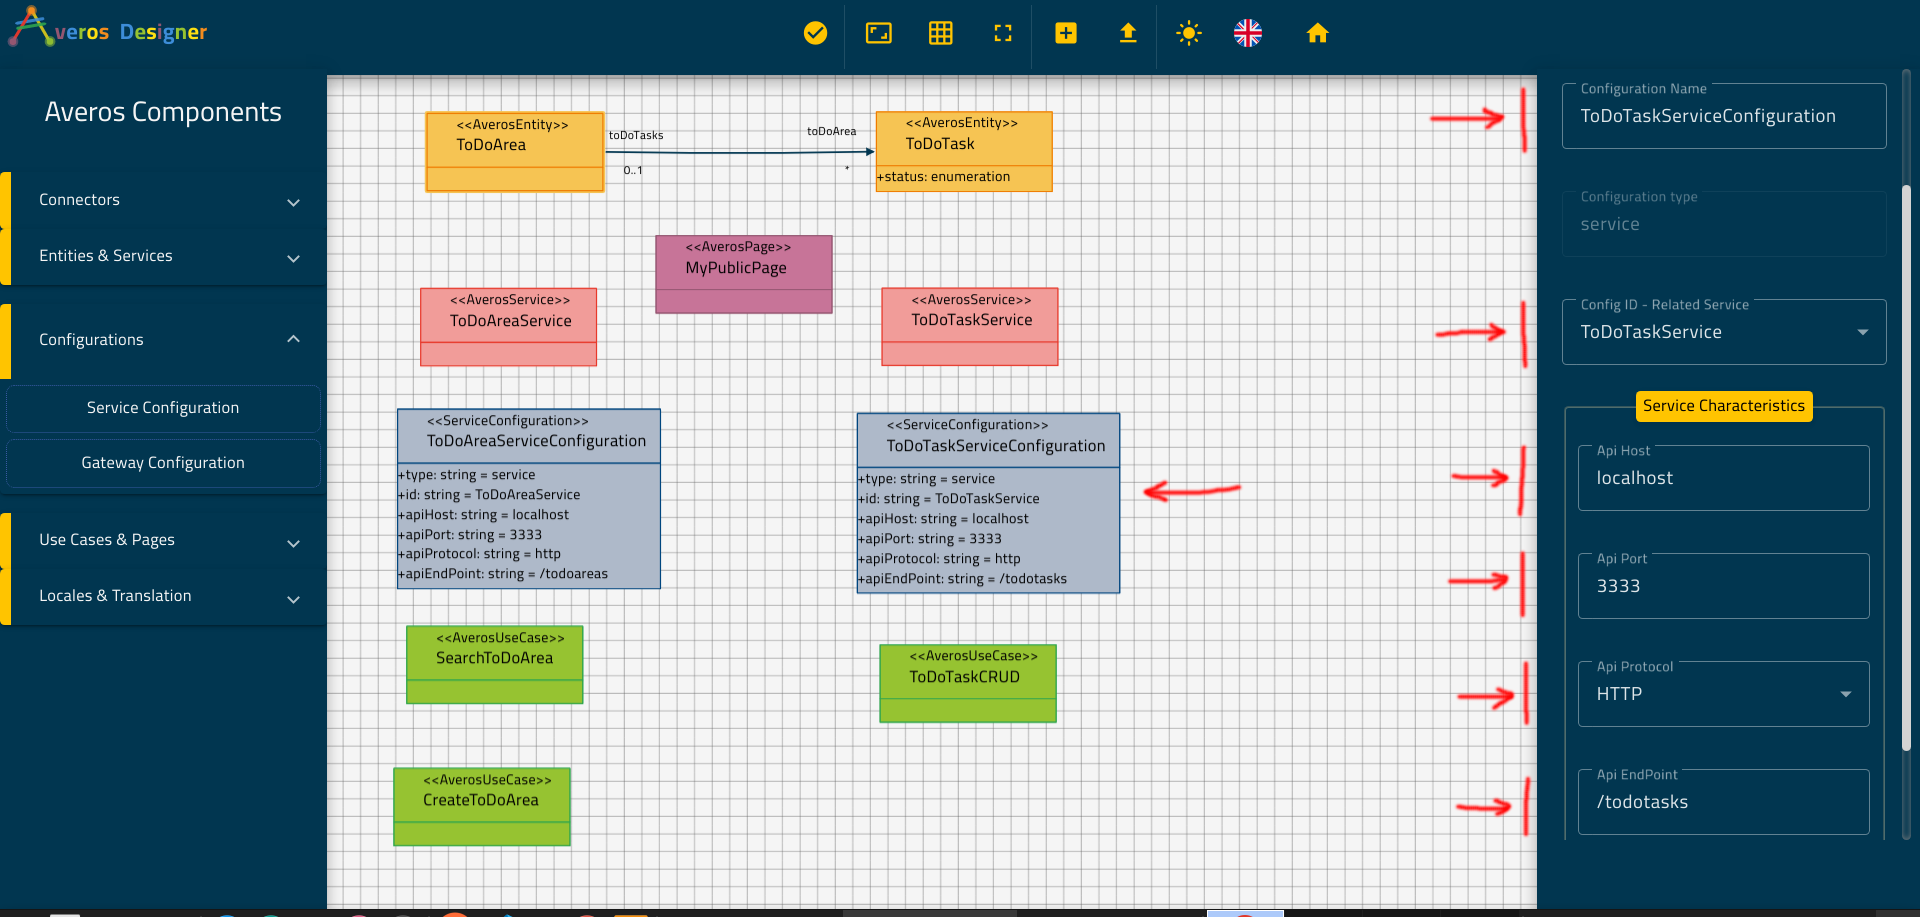 Averos Designer
Averos Components
Connectors
Entities & Services
Configurations
Service Configuration
Gateway Configuration
Use Cases & Pages
Locales & Translation
<<AverosEntity>>
ToDoArea
toDoTasks
0..1
toDoArea
*
<<AverosEntity>>
ToDoTask
+status: enumeration
<<AverosPage>>
MyPublicPage
<<AverosService>>
ToDoAreaService
<<AverosService>>
ToDoTaskService
<<ServiceConfiguration>>
ToDoAreaServiceConfiguration
+type: string = service
+id: string = ToDoAreaService
+apiHost: string = localhost
+apiPort: string = 3333
+apiProtocol: string = http
+apiEndPoint: string = /todoareas
<<ServiceConfiguration>>
ToDoTaskServiceConfiguration
+type: string = service
+id: string = ToDoTaskService
+apiHost: string = localhost
+apiPort: string = 3333
+apiProtocol: string = http
+apiEndPoint: string = /todotasks
<<AverosUseCase>>
SearchToDoArea
<<AverosUseCase>>
ToDoTaskCRUD
<<AverosUseCase>>
CreateToDoArea
Configuration Name
ToDoTaskServiceConfiguration
Configuration type
service
Config ID - Related Service
ToDoTaskService
Service Characteristics
Api Host
localhost
Api Port
3333
Api Protocol
HTTP
Api EndPoint
/todotasks